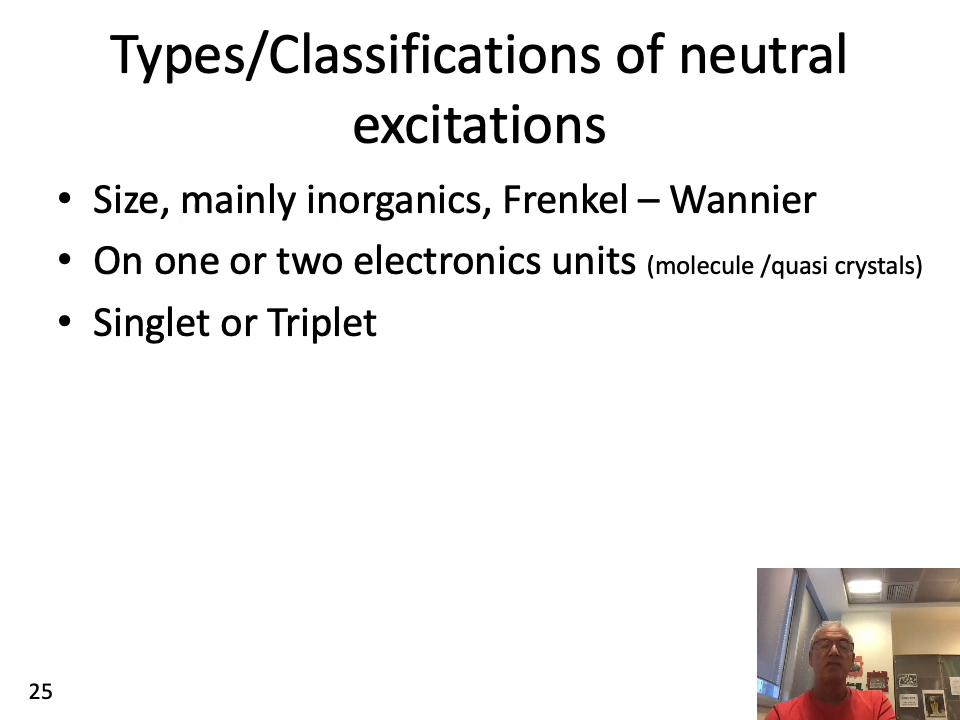 Types/Classifications of neutral
excitations
• Size, mainly inorganics, Frenkel – Wannier
• On one or two electronics units (molecule /quasi crystals)
• Singlet or Triplet
25